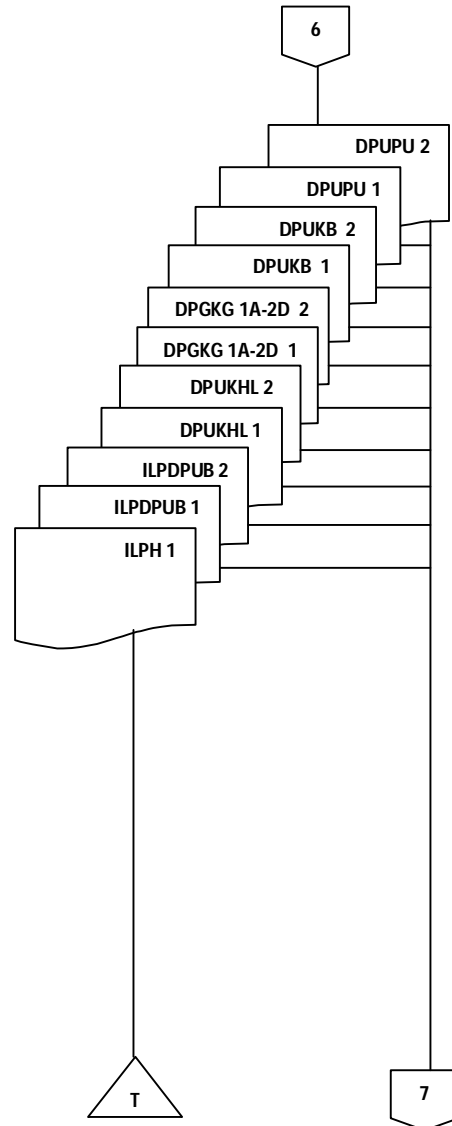 6
DPUPU 2
DPUPU 1
DPUKB 2
DPUKB 1
DPGKG 1A-2D 2
DPGKG 1A-2D 1
DPUKHL 2
DPUKHL 1
ILPDPUB 2
ILPDPUB 1
ILPH 1
T
7